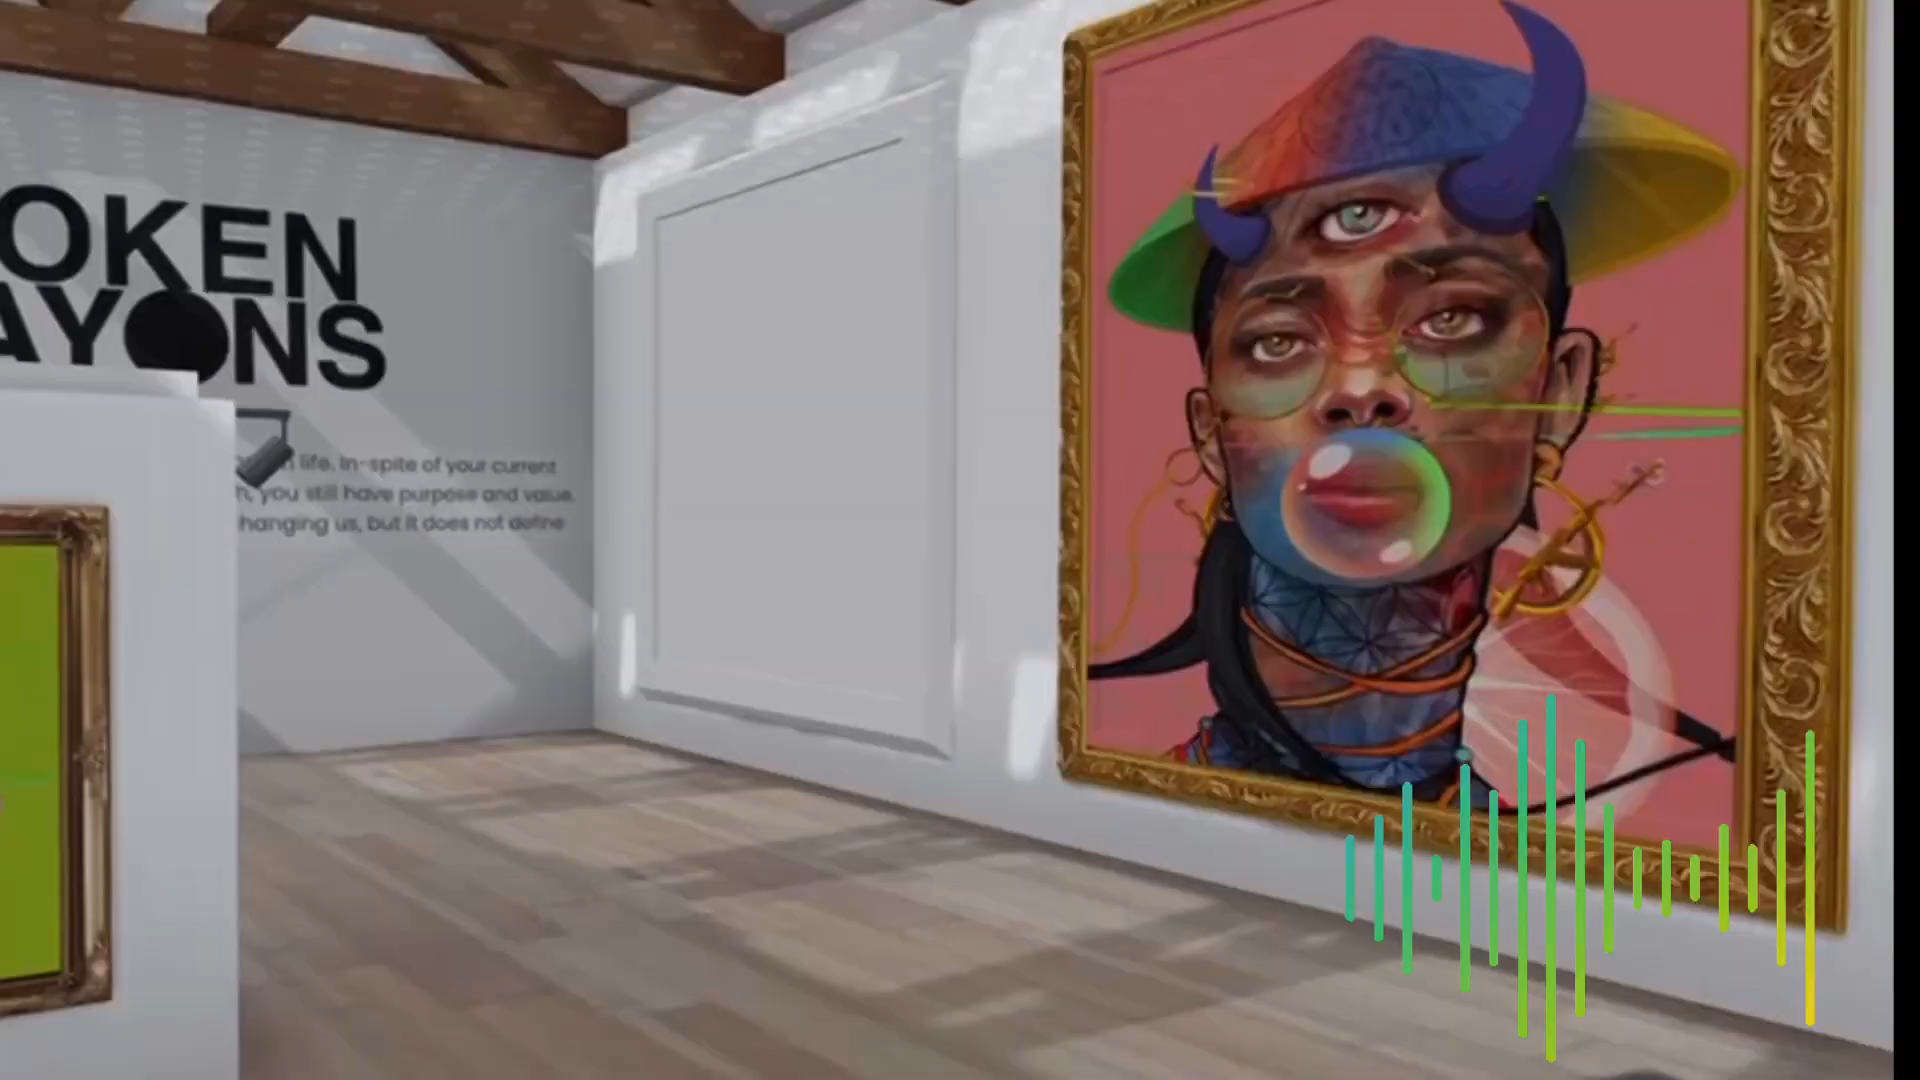 OKEN
AYONS
life. In-spite of your current
you still have purpose and value.
hanging us, but it does not define